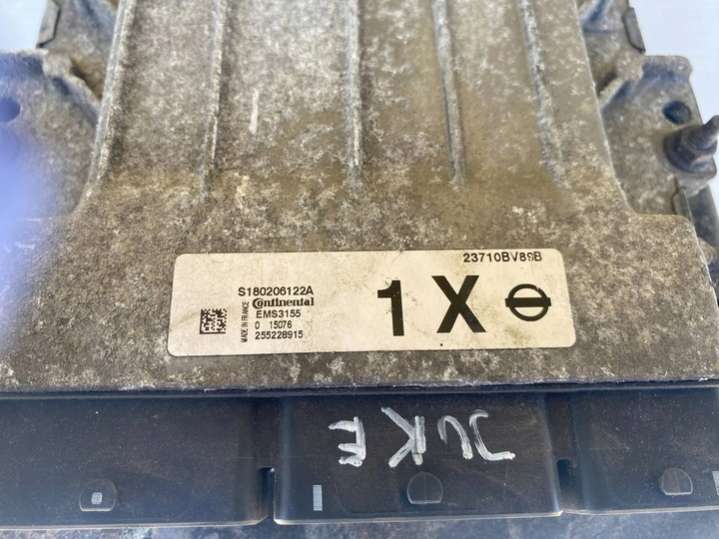 23710BV89B
S180206122A
Continental
EMS3155
0 15076
255228915
MADE IN FRANCE
1X
JUKE